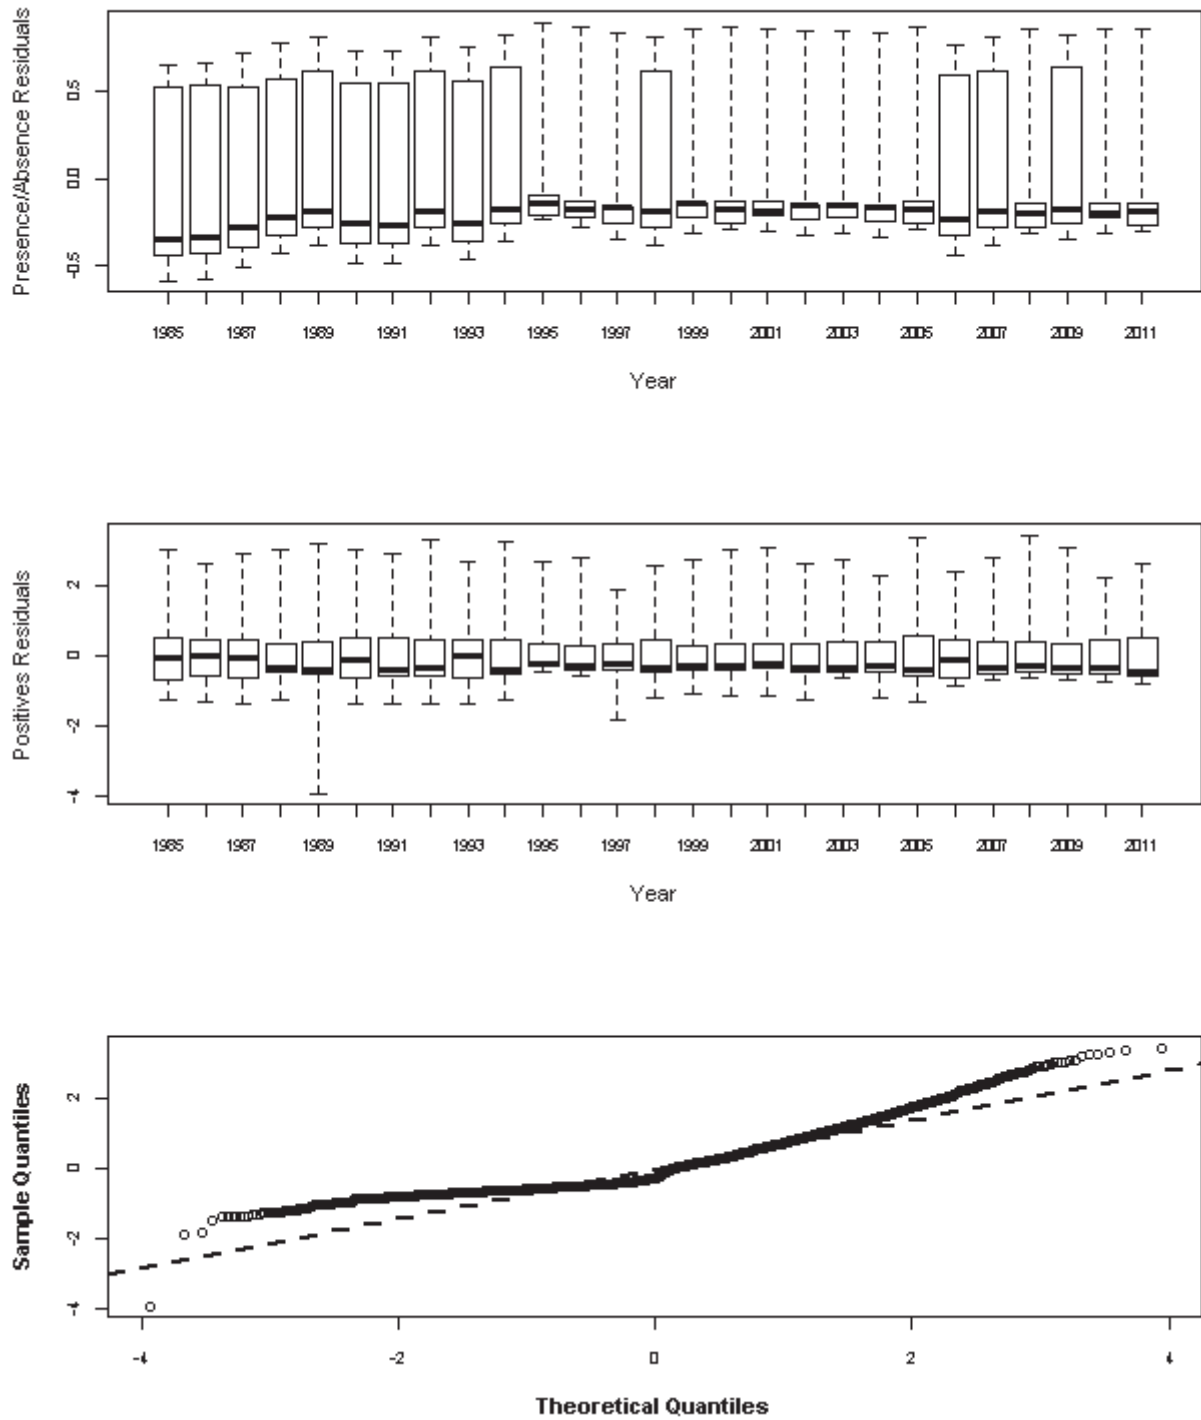 Presence/Absence Residuals
0.5
0.0
-0.5
1985 1987 1989 1991 1993 1995 1997 1999 2001 2003 2005 2007 2009 2011
Year
Positives Residuals
2
0
-2
-4
1985 1987 1989 1991 1993 1995 1997 1999 2001 2003 2005 2007 2009 2011
Year
Sample Quantiles
2
0
-2
-4
-4 -2 0 2 4
Theoretical Quantiles